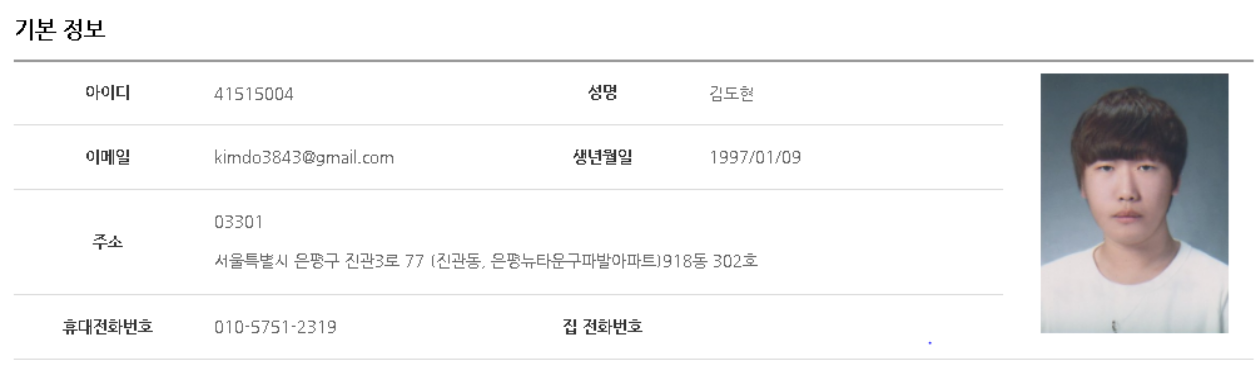 기본 정보
아이디 41515004 성명 김도현
이메일 kimdo3843@gmail.com 생년월일 1997/01/09
주소 03301
서울특별시 은평구 진관3로 77 (진관동, 은평뉴타운구파발아파트)918동 302호
휴대전화번호 010-5751-2319 집 전화번호